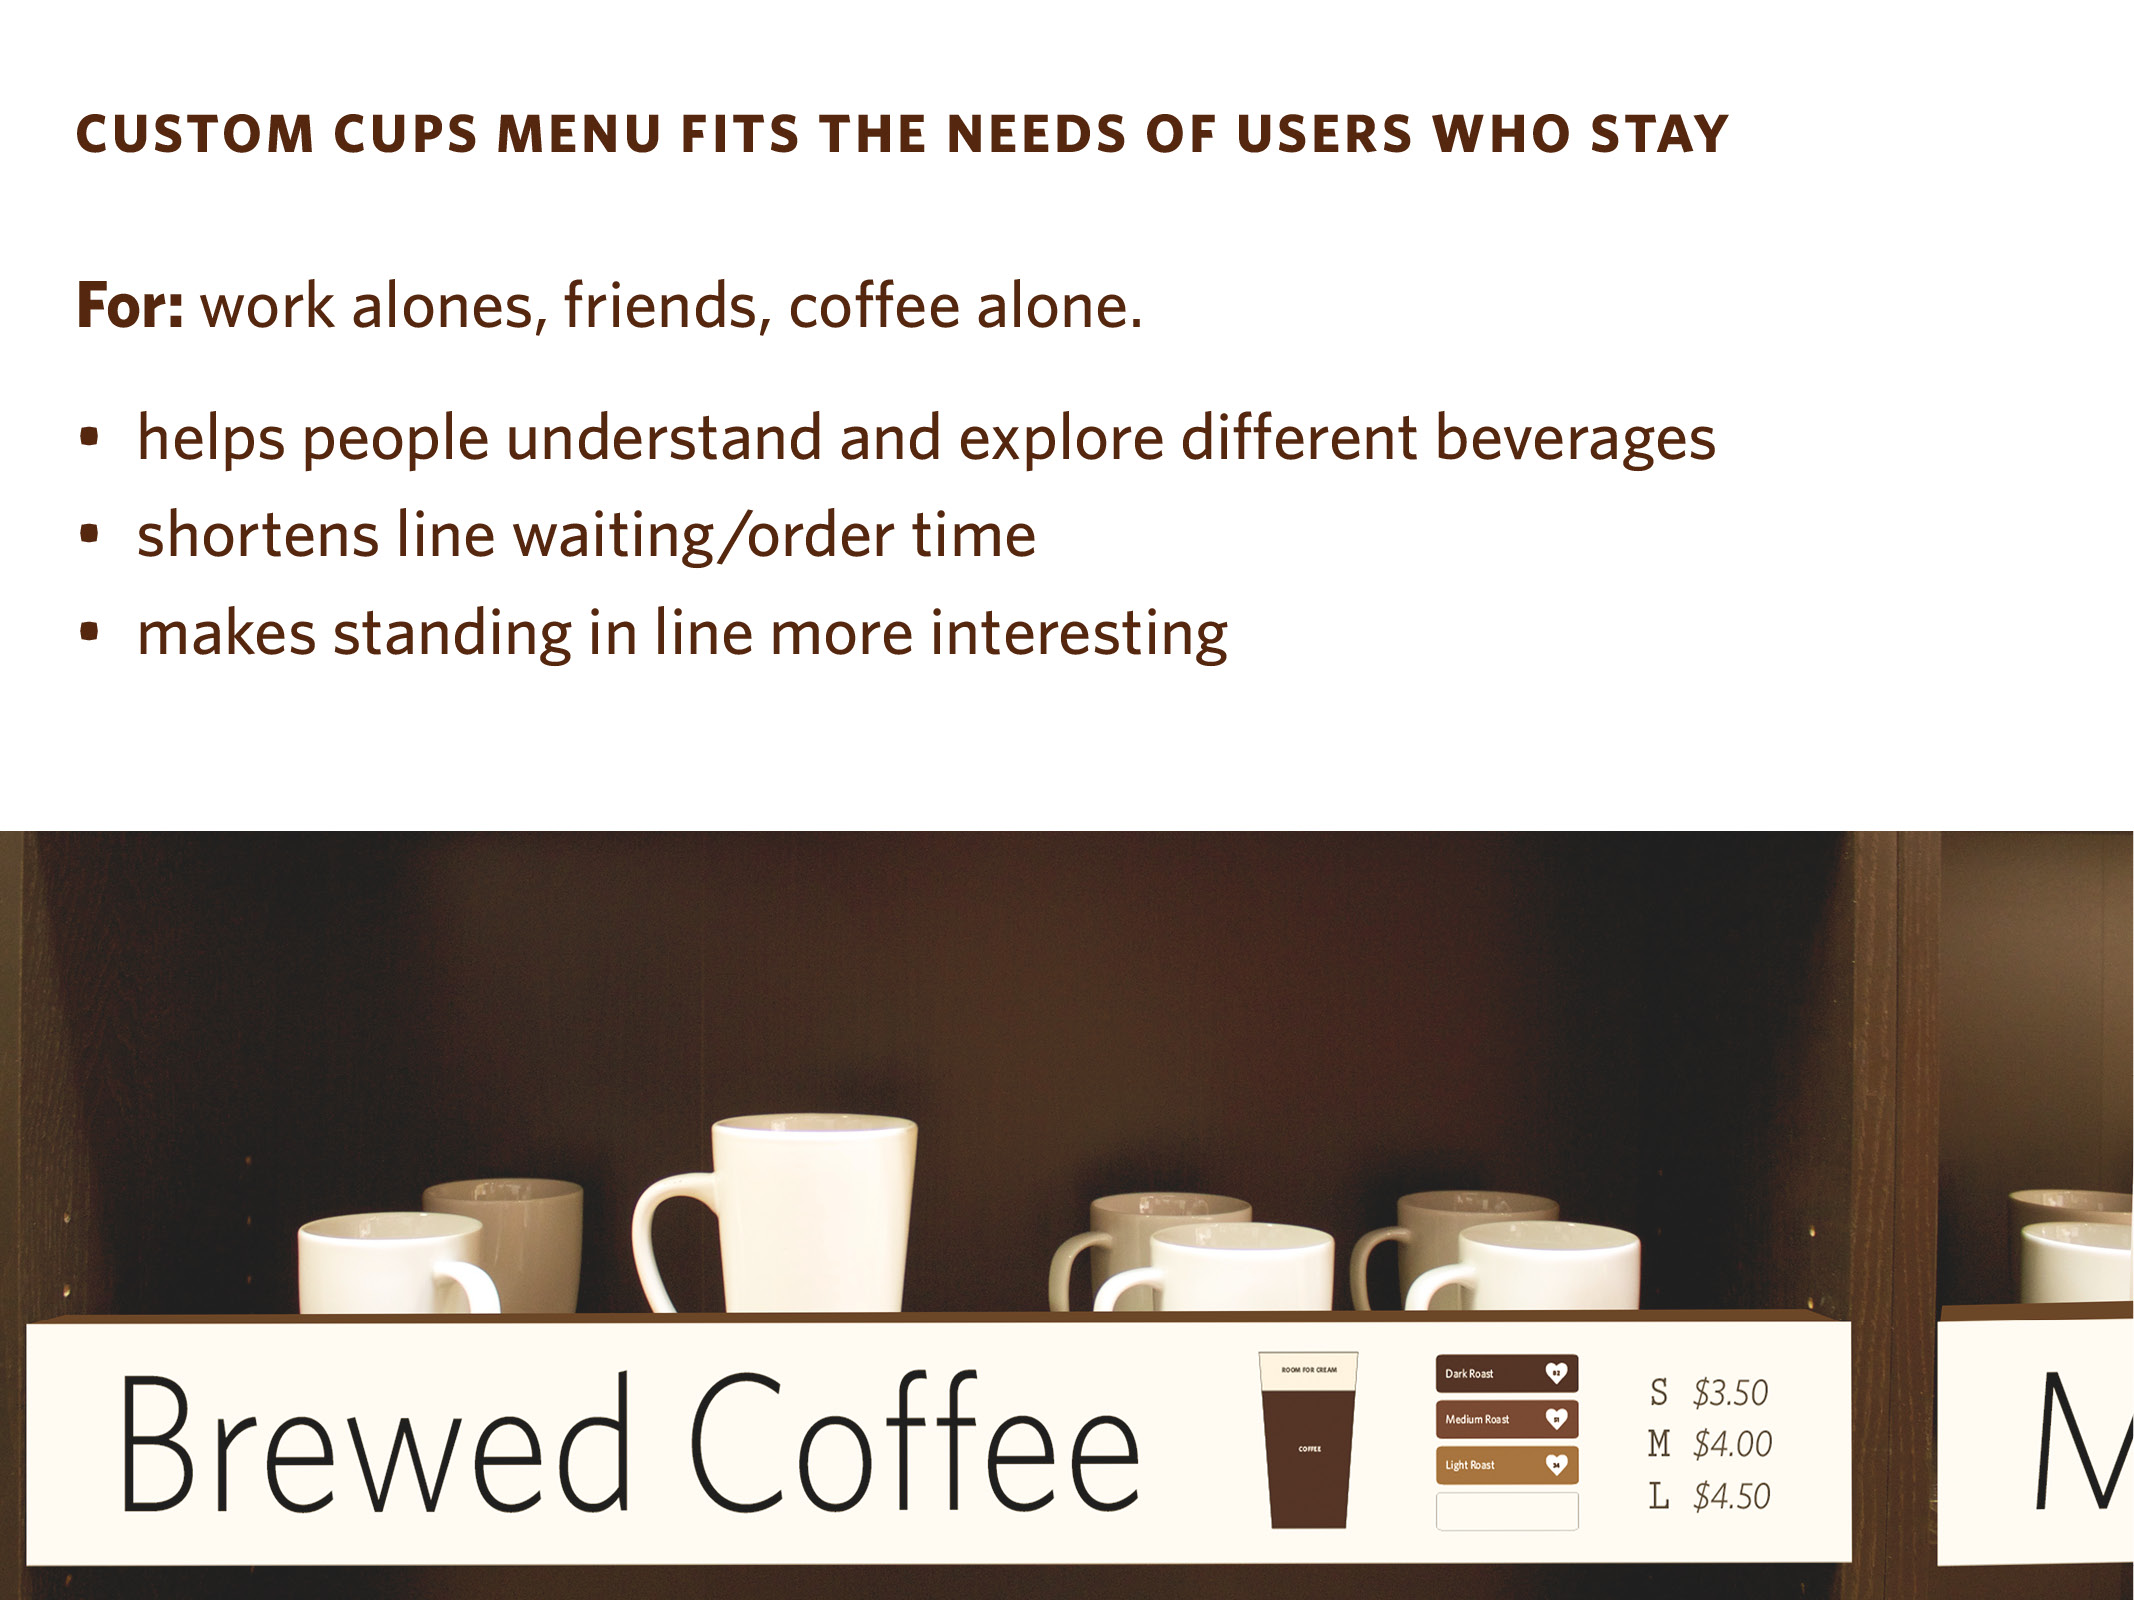 CUSTOM CUPS MENU FITS THE NEEDS OF USERS WHO STAY
For: work alones, friends, coffee alone.
• helps people understand and explore different beverages
• shortens line waiting/order time
• makes standing in line more interesting
Brewed Coffee
ROOM FOR CREAM
COFFEE
Dark Roast
Medium Roast
Light Roast
S $3.50
M $4.00
L $4.50
M